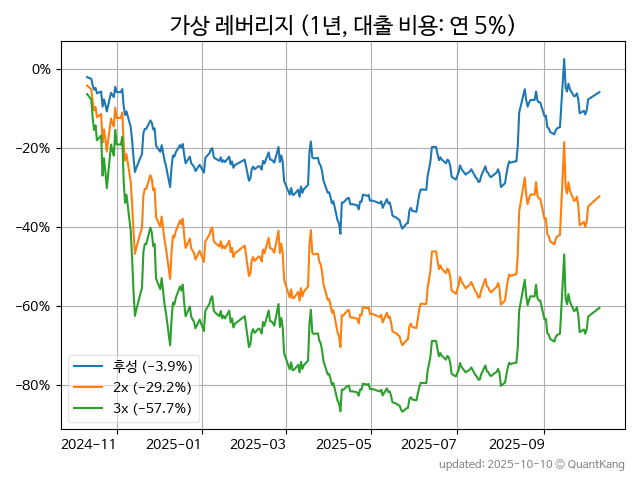 가상 레버리지 (1년, 대출 비용: 연 5%)
0%
−20%
−40%
−60%
−80%
후성 (−3.9%)
2x (−29.2%)
3x (−57.7%)
2024−11 2025−01 2025−03 2025−05 2025−07 2025−09
updated: 2025-10-10 © QuantKang